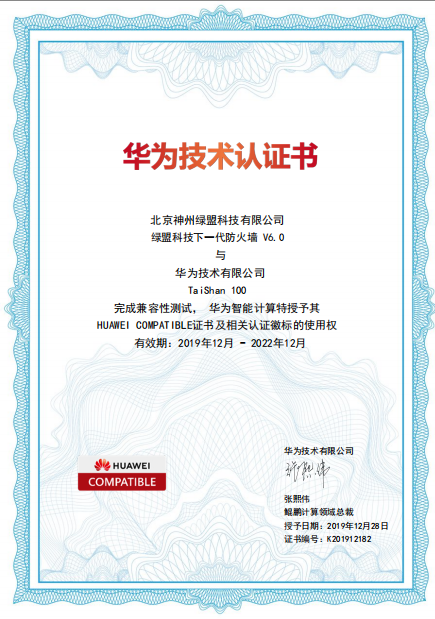 华为技术认证书
北京神州绿盟科技有限公司
绿盟科技下一代防火墙 V6.0
与
华为技术有限公司
TaiShan 100
完成兼容性测试， 华为智能计算特授予其
HUAWEI COMPATIBLE证书及相关认证徽标的使用权
有效期：2019年12月 - 2022年12月
华为技术有限公司
HUAWEI
COMPATIBLE
张熙伟
鲲鹏计算领域总裁
授予日期：2019年12月28日
证书编号：K201912182